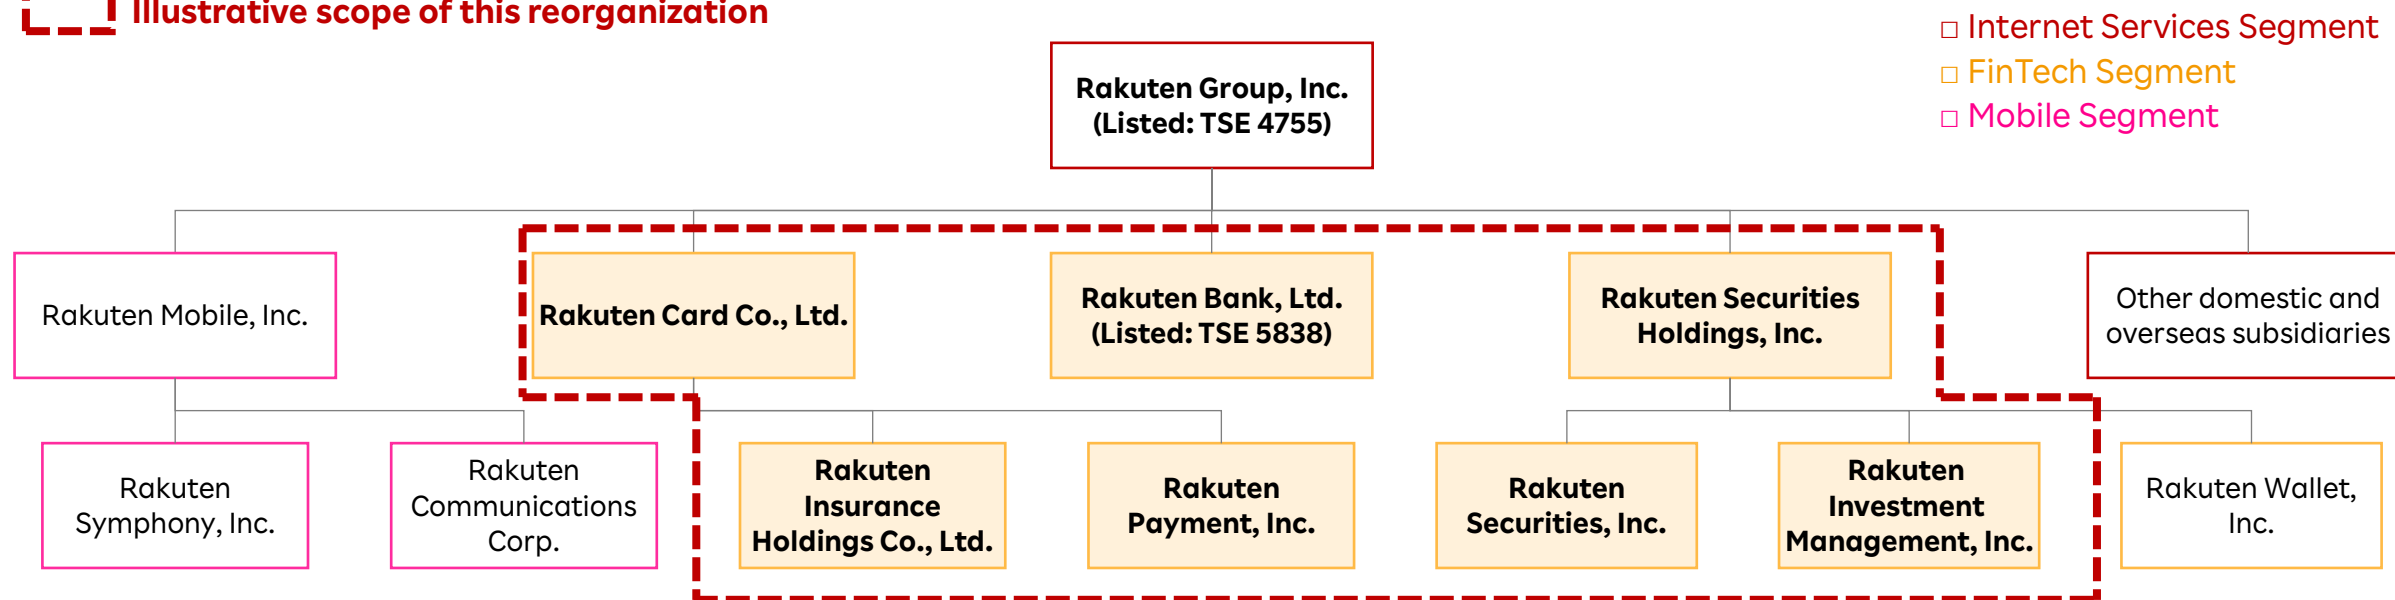 Illustrative scope of this reorganization
□ Internet Services Segment
□ FinTech Segment
□ Mobile Segment
Rakuten Group, Inc.
(Listed: TSE 4755)
Rakuten Mobile, Inc.
Rakuten Card Co., Ltd.
Rakuten Bank, Ltd.
(Listed: TSE 5838)
Rakuten Securities
Holdings, Inc.
Other domestic and
overseas subsidiaries
Rakuten
Symphony, Inc.
Rakuten
Communications
Corp.
Rakuten
Insurance
Holdings Co., Ltd.
Rakuten
Payment, Inc.
Rakuten
Securities, Inc.
Rakuten
Investment
Management, Inc.
Rakuten Wallet,
Inc.